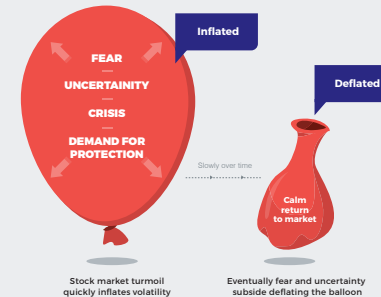 Inflated
FEAR
UNCERTAINITY
CRISIS
DEMAND FOR
PROTECTION
Slowly over time
Deflated
Calm
return
to market
Stock market turmoil
quickly inflates volatility
Eventually fear and uncertainty
subside deflating the balloon